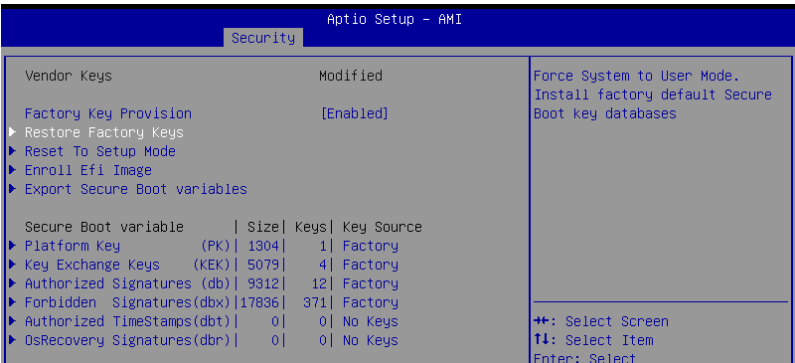 Aptio Setup - AMI
Security
Vendor Keys Modified
Factory Key Provision [Enabled]
Restore Factory Keys
Reset To Setup Mode
Enroll Efi Image
Export Secure Boot variables
Secure Boot variable | Size| Keys| Key Source
Platform Key (PK)| 1304| 1| Factory
Key Exchange Keys (KEK)| 5079| 4| Factory
Authorized Signatures (db)| 9312| 12| Factory
Forbidden Signatures(dbx)|17836| 371| Factory
Authorized TimeStamps(dbt)| 0| 0| No Keys
OsRecovery Signatures(dbr)| 0| 0| No Keys
Force System to User Mode.
Install factory default Secure
Boot key databases
→←: Select Screen
↑↓: Select Item
Enter: Select